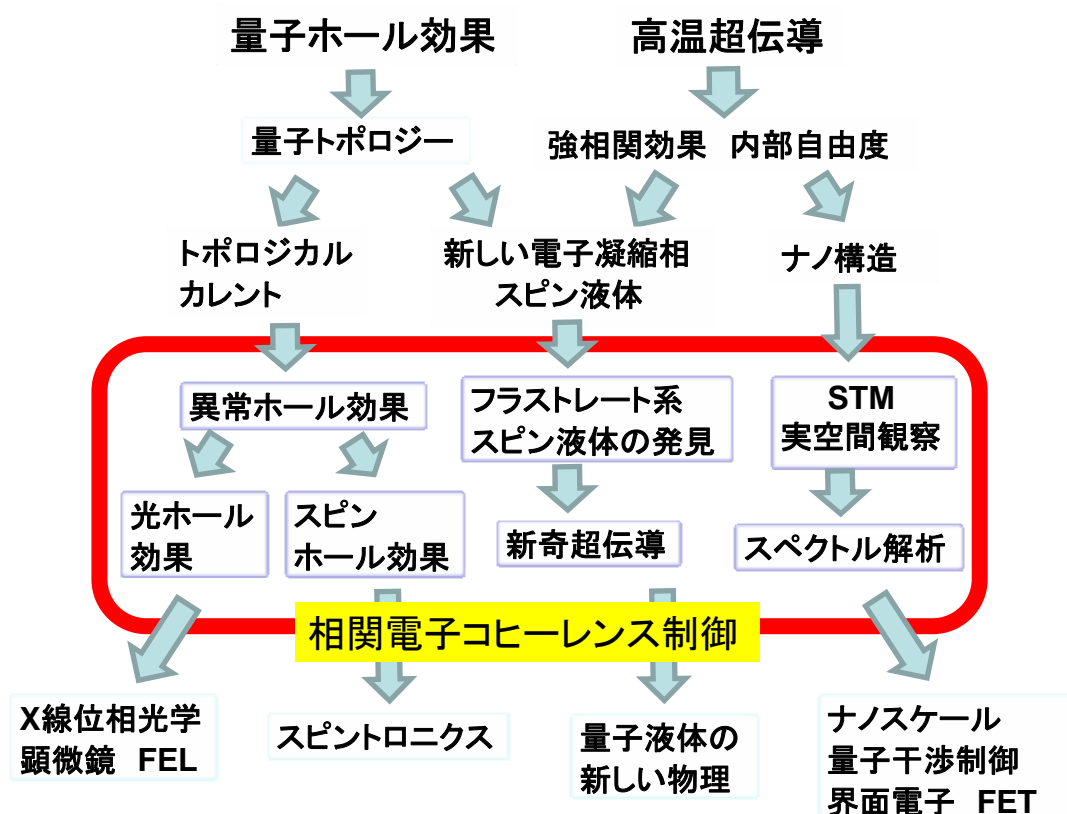 量子ホール効果
高温超伝導
量子トポロジー
強相関効果 内部自由度
トポロジカル
カレント
新しい電子凝縮相
スピン液体
ナノ構造
異常ホール効果
フラストレート系
スピン液体の発見
STM
実空間観察
光ホール
効果
スピン
ホール効果
新奇超伝導
スペクトル解析
相関電子コヒーレンス制御
X線位相光学
顕微鏡 FEL
スピントロニクス
量子液体の
新しい物理
ナノスケール
量子干渉制御
界面電子 FET